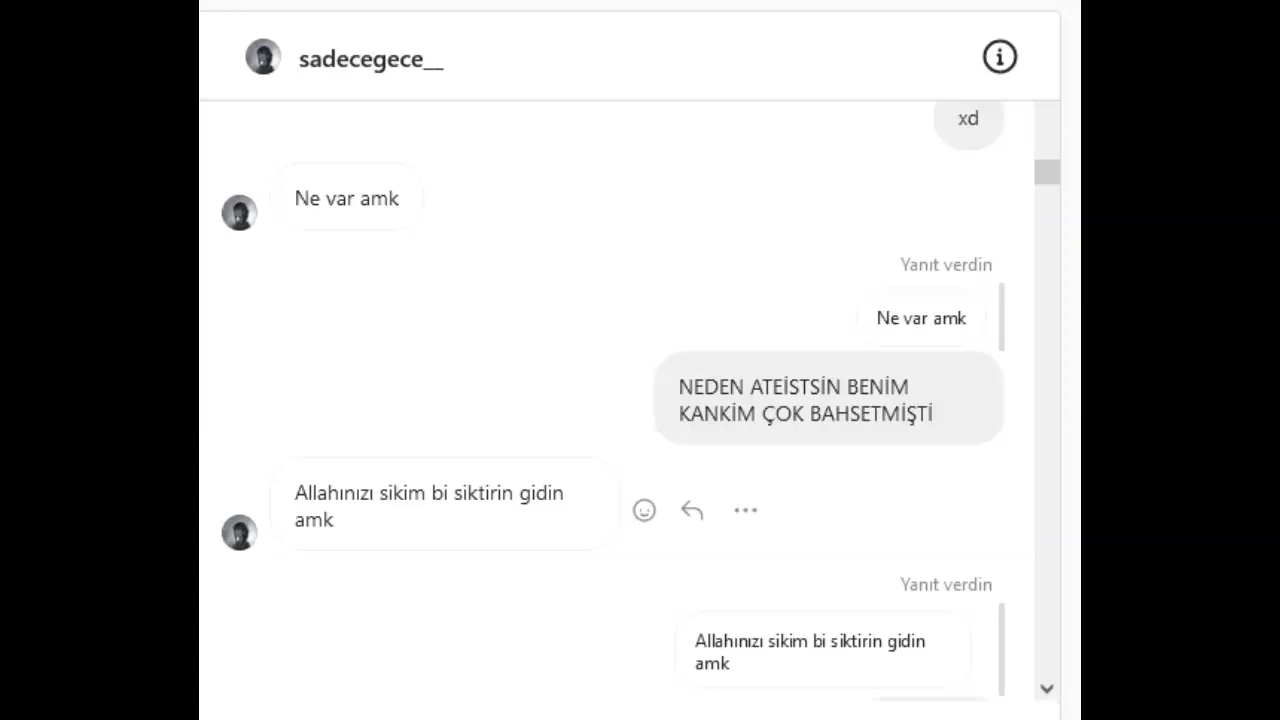 sadecegece__
xd
Ne var amk
Yanıt verdin
Ne var amk
NEDEN ATEİSTSİN BENİM
KANKİM ÇOK BAHSETMİŞTİ
Allahınızı sikim bi siktirin gidin
amk
Yanıt verdin
Allahınızı sikim bi siktirin gidin
amk